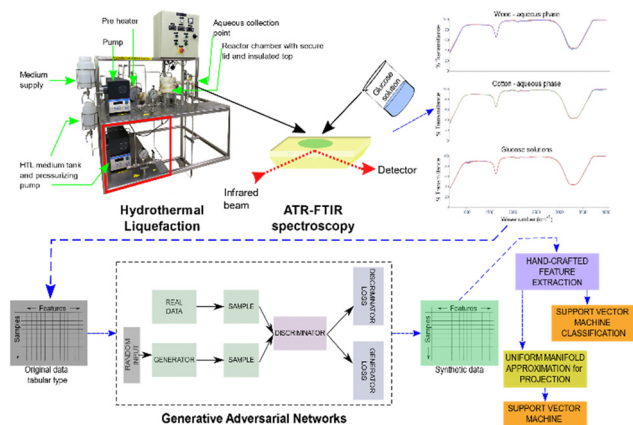 Pre heater
Pump
Medium
supply
HTL medium tank
and pressurizing
pump
Aqueous collection
point
Reactor chamber with secure
lid and insulated top
Glucose
solution
Infrared
beam
Detector
Hydrothermal
Liquefaction
ATR-FTIR
spectroscopy
% Transmittance
Cotton - aqueous phase
% Transmittance
Glucose solutions
% Transmittance
Features
Samples
Original data
tabular type
RANDOM
INPUT
REAL
DATA
SAMPLE
GENERATOR
SAMPLE
DISCRIMINATOR
DISCRIMINATOR
LOSS
GENERATOR
LOSS
Generative Adversarial Networks
Features
Samples
Synthetic data
HAND-CRAFTED
FEATURE
EXTRACTION
SUPPORT VECTOR
MACHINE
CLASSIFICATION
UNIFORM MANIFOLD
APPROXIMATION for
PROJECTION
SUPPORT VECTOR
MACHINE